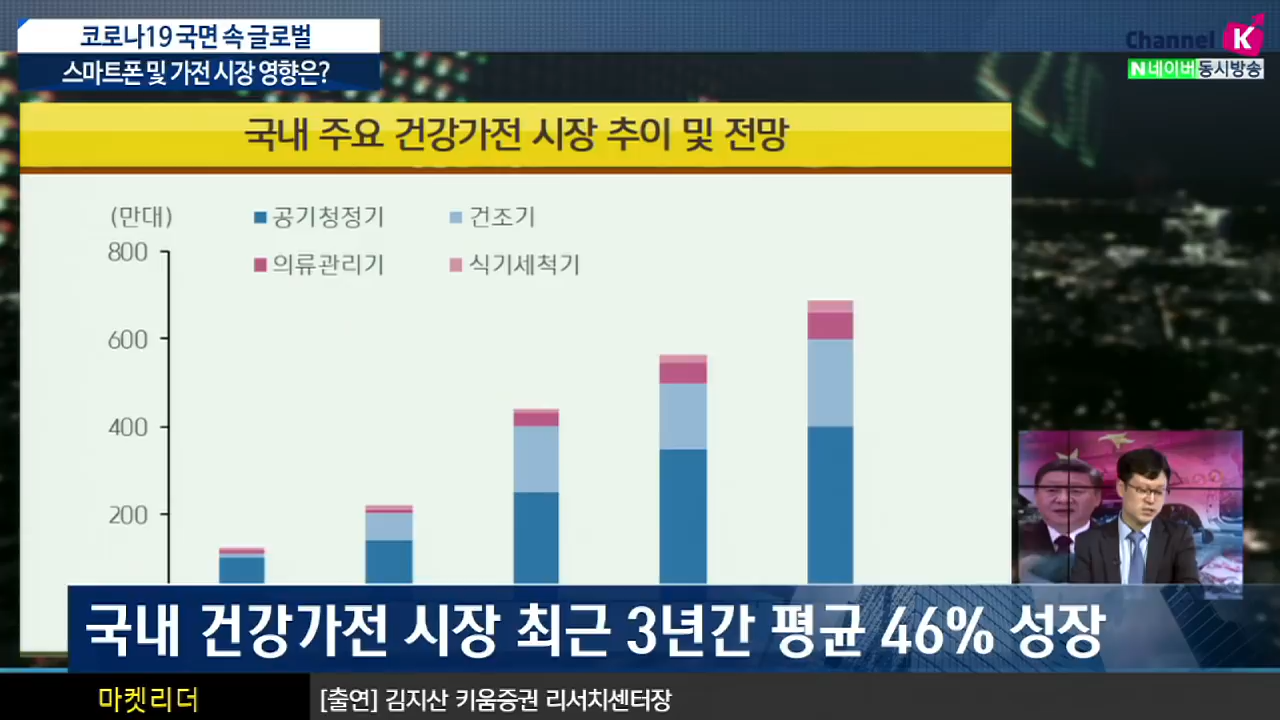 코로나19 국면 속 글로벌
스마트폰 및 가전 시장 영향은?
Channel K
N 네이버 동시방송
국내 주요 건강가전 시장 추이 및 전망
(만대)
공기청정기
건조기
의류관리기
식기세척기
800
600
400
200
국내 건강가전 시장 최근 3년간 평균 46% 성장
마켓리더
[출연] 김지산 키움증권 리서치센터장